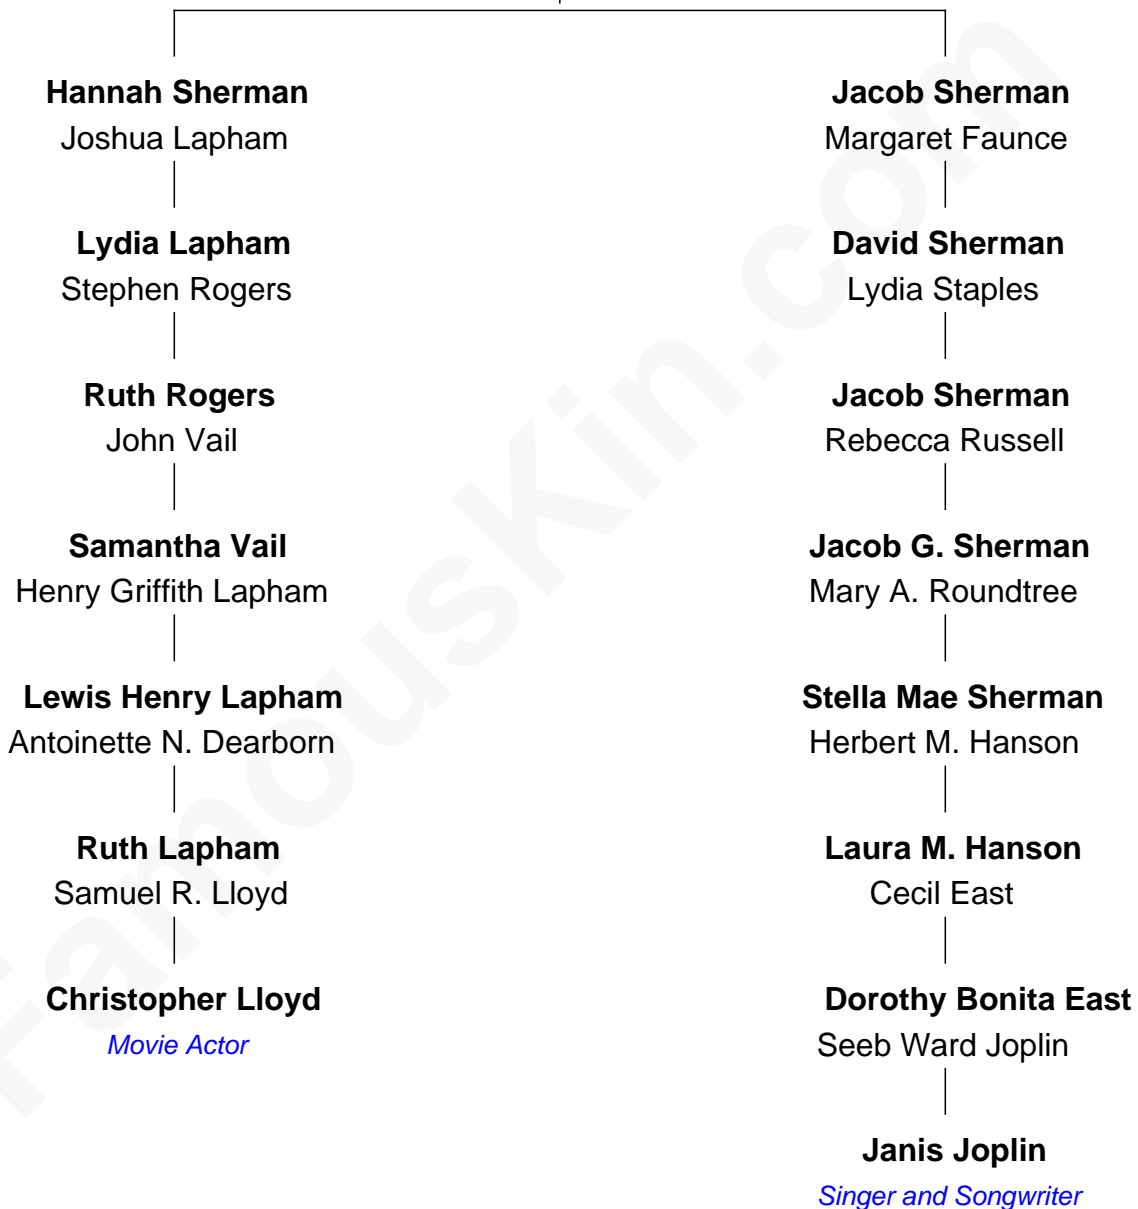 Hannah Sherman
Joshua Lapham
Lydia Lapham
Stephen Rogers
Ruth Rogers
John Vail
Samantha Vail
Henry Griffith Lapham
Lewis Henry Lapham
Antoinette N. Dearborn
Ruth Lapham
Samuel R. Lloyd
Christopher Lloyd
Movie Actor
Jacob Sherman
Margaret Faunce
David Sherman
Lydia Staples
Jacob Sherman
Rebecca Russell
Jacob G. Sherman
Mary A. Roundtree
Stella Mae Sherman
Herbert M. Hanson
Laura M. Hanson
Cecil East
Dorothy Bonita East
Seeb Ward Joplin
Janis Joplin
Singer and Songwriter
FamousKin.com